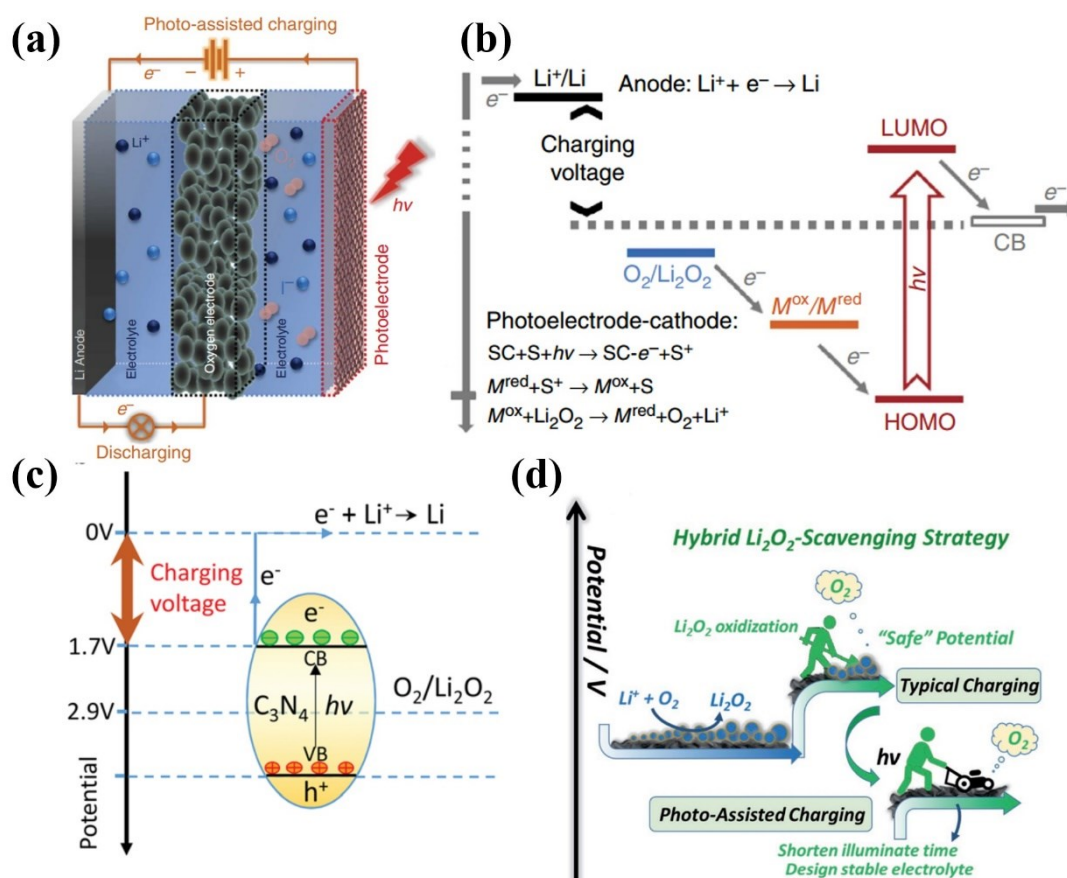 (a)
Photo-assisted charging
e⁻ − + e⁻
Li⁺
Li Anode
Electrolyte
Oxygen electrode
I⁻
Electrolyte
Photoelectrode
hν
e⁻
Discharging
(b)
e⁻
Li⁺/Li
Anode: Li⁺+ e⁻ → Li
Charging
voltage
LUMO
e⁻
e⁻
CB
O₂/Li₂O₂
e⁻
Mᵒˣ/Mʳᵉᵈ
hν
e⁻
HOMO
Photoelectrode-cathode:
SC+S+hν → SC-e⁻+S⁺
Mʳᵉᵈ+S⁺ → Mᵒˣ+S
Mᵒˣ+Li₂O₂ → Mʳᵉᵈ+O₂+Li⁺
(c)
e⁻ + Li⁺→ Li
0V
Charging
voltage
e⁻
e⁻
1.7V
CB
C₃N₄ hν
O₂/Li₂O₂
2.9V
VB
h⁺
Potential
(d)
Potential / V
Hybrid Li₂O₂-Scavenging Strategy
O₂
Li₂O₂ oxidization
“Safe” Potential
Li⁺ + O₂ Li₂O₂
Typical Charging
hν
O₂
Photo-Assisted Charging
Shorten illuminate time
Design stable electrolyte